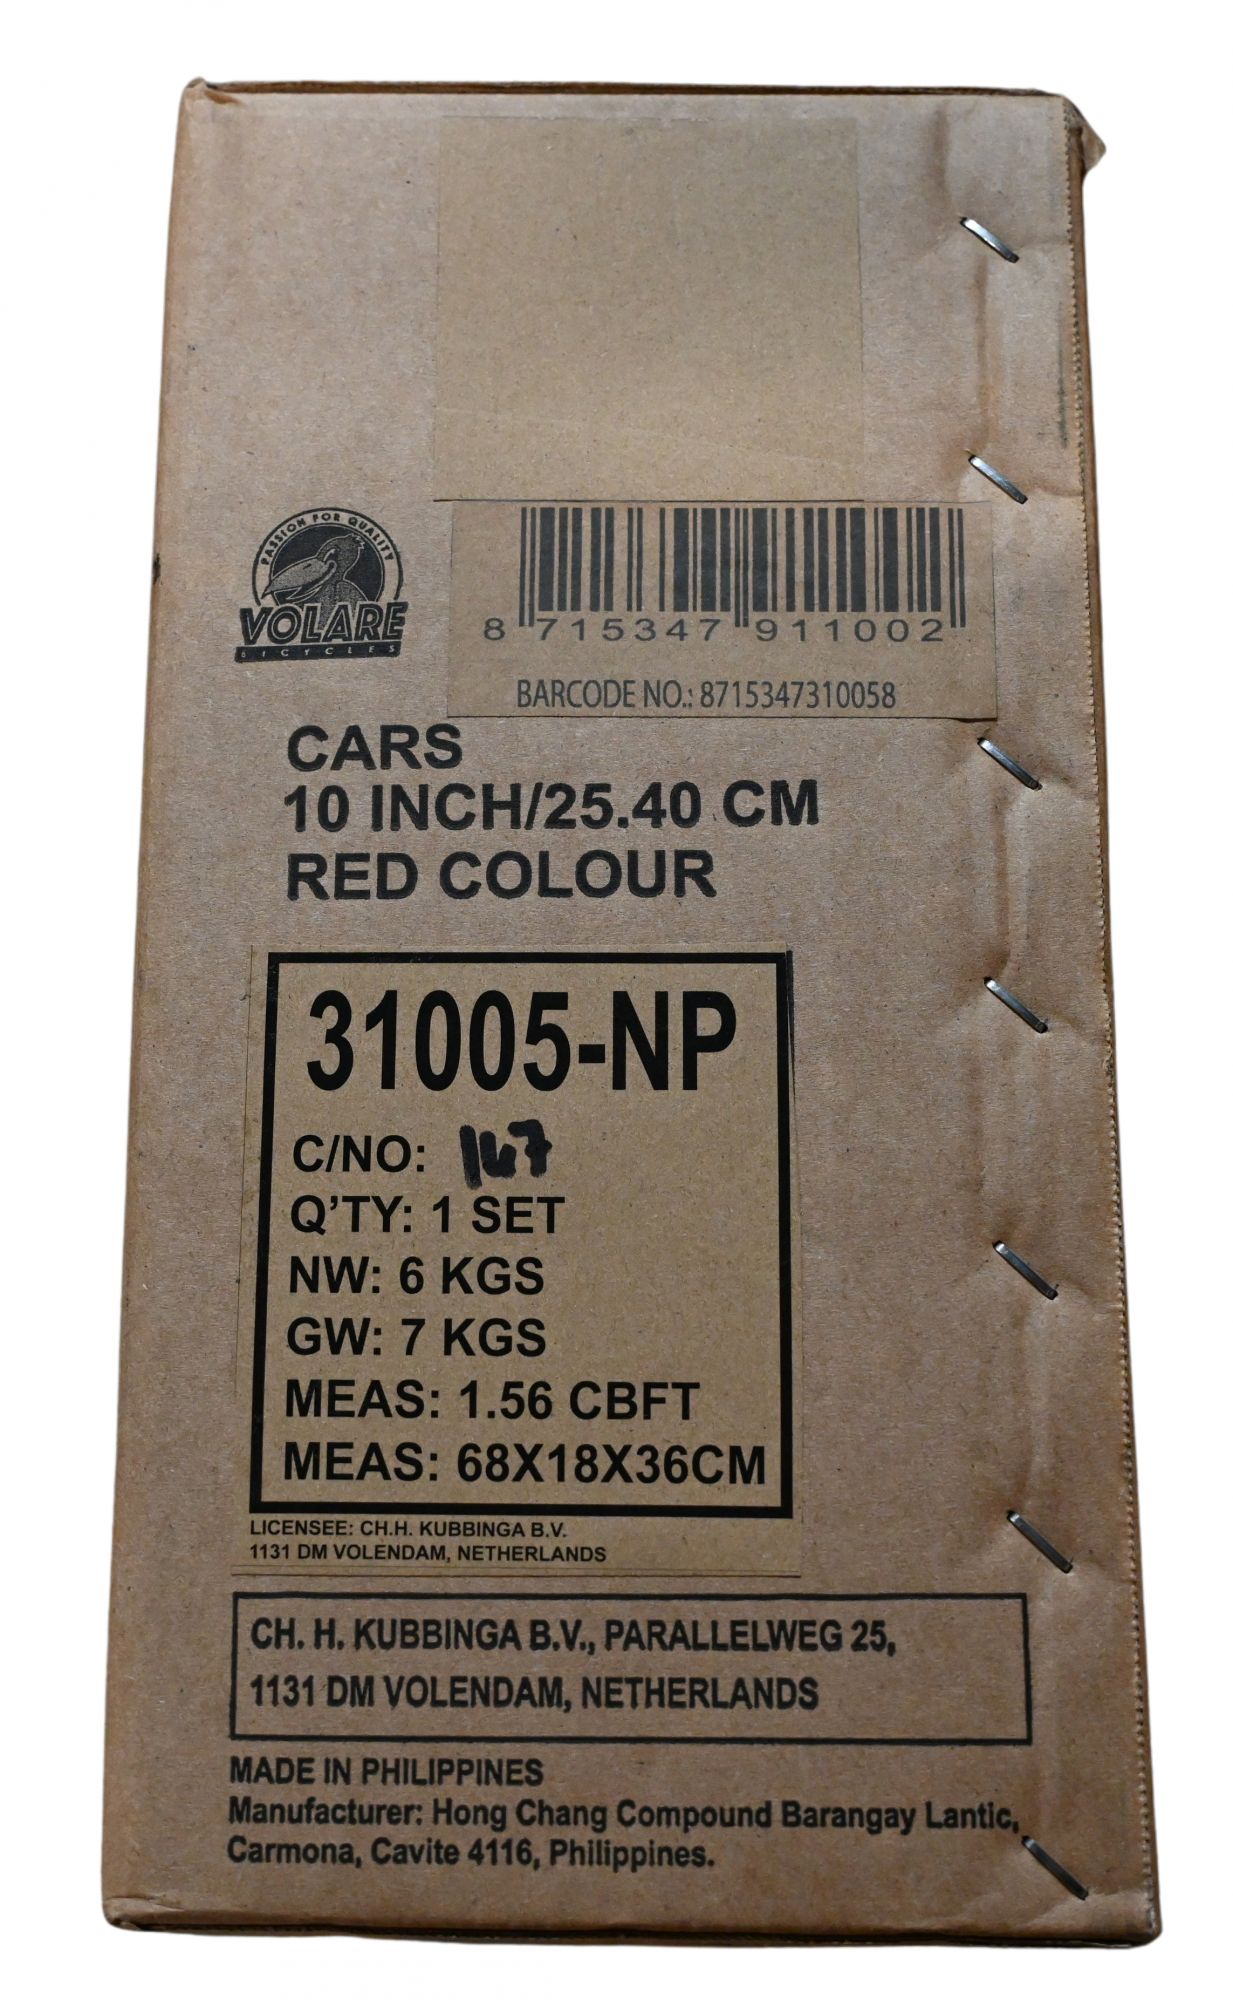 PASSION FOR QUALITY
VOLARE
BICYCLES
8 715347 911002
BARCODE NO.: 8715347310058
CARS
10 INCH/25.40 CM
RED COLOUR
31005-NP
C/NO: 147
Q’TY: 1 SET
NW: 6 KGS
GW: 7 KGS
MEAS: 1.56 CBFT
MEAS: 68X18X36CM
LICENSEE: CH.H. KUBBINGA B.V.
1131 DM VOLENDAM, NETHERLANDS
CH. H. KUBBINGA B.V., PARALLELWEG 25,
1131 DM VOLENDAM, NETHERLANDS
MADE IN PHILIPPINES
Manufacturer: Hong Chang Compound Barangay Lantic,
Carmona, Cavite 4116, Philippines.